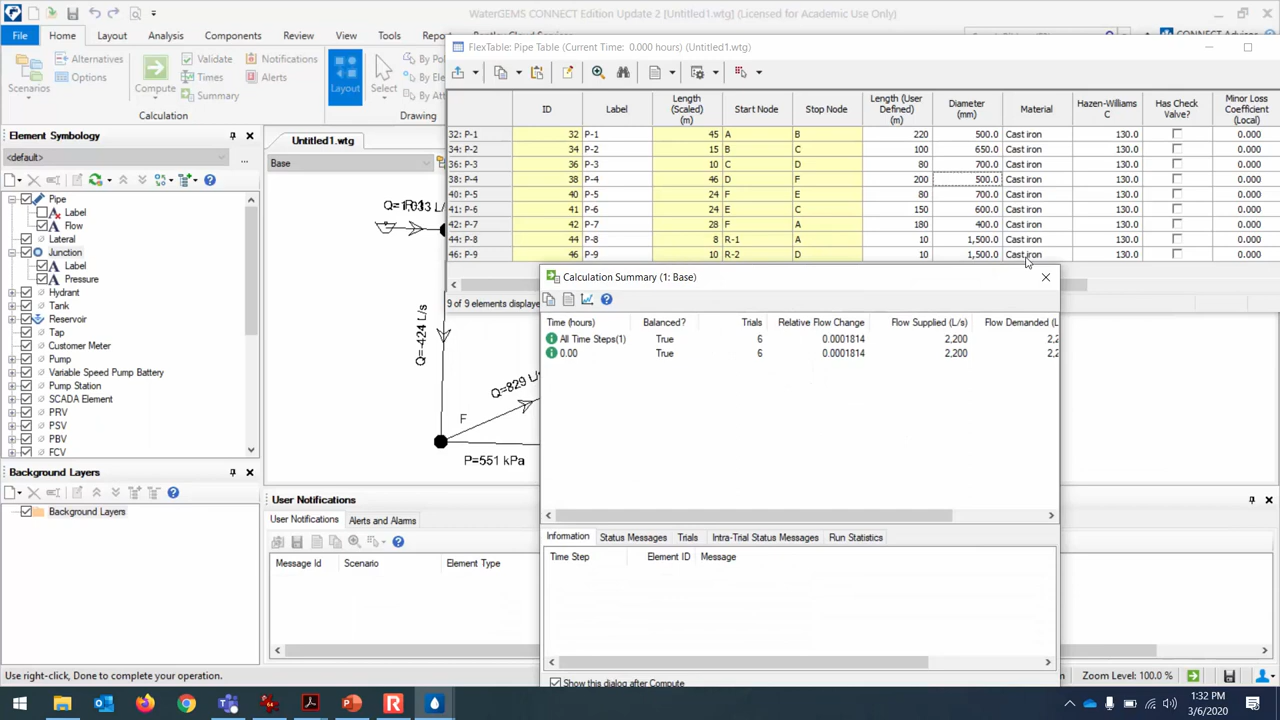 WaterGEMS CONNECT Edition Update 2 [Untitled1.wtg] (Licensed for Academic Use Only)
File Home Layout Analysis Components Review View Tools
FlexTable: Pipe Table (Current Time: 0.000 hours) (Untitled1.wtg)
Scenarios
Alternatives
Options
Compute
Validate
Times
Summary
Notifications
Alerts
Layout
Select
Calculation
Drawing
ID Label Length (Scaled) (m) Start Node Stop Node Length (User Defined) (m) Diameter (mm) Material Hazen-Williams C Has Check Valve? Minor Loss Coefficient (Local)
32: P-1 32 P-1 45 A B 220 500.0 Cast iron 130.0 0.000
34: P-2 34 P-2 15 B C 100 650.0 Cast iron 130.0 0.000
36: P-3 36 P-3 10 C D 80 700.0 Cast iron 130.0 0.000
38: P-4 38 P-4 46 D F 200 500.0 Cast iron 130.0 0.000
40: P-5 40 P-5 24 F E 80 700.0 Cast iron 130.0 0.000
41: P-6 41 P-6 24 E C 150 600.0 Cast iron 130.0 0.000
42: P-7 42 P-7 28 F A 180 400.0 Cast iron 130.0 0.000
44: P-8 44 P-8 8 R-1 A 10 1,500.0 Cast iron 130.0 0.000
46: P-9 46 P-9 10 R-2 D 10 1,500.0 Cast iron 130.0 0.000
9 of 9 elements displaye
Element Symbology
<default>
Pipe
Label
Flow
Lateral
Junction
Label
Pressure
Hydrant
Tank
Reservoir
Tap
Customer Meter
Pump
Variable Speed Pump Battery
Pump Station
SCADA Element
PRV
PSV
PBV
FCV
Background Layers
Background Layers
Untitled1.wtg
Base
Q=-424 L/s
Q=829 L/s
F
P=551 kPa
Calculation Summary (1: Base)
Time (hours) Balanced? Trials Relative Flow Change Flow Supplied (L/s) Flow Demanded (L
All Time Steps(1) True 6 0.0001814 2,200 2,2
0.00 True 6 0.0001814 2,200 2,2
Information Status Messages Trials Intra-Trial Status Messages Run Statistics
Time Step Element ID Message
Show this dialog after Compute
User Notifications
User Notifications Alerts and Alarms
Message Id Scenario Element Type
Use right-click, Done to complete your operation.
Zoom Level: 100.0 %
1:32 PM
3/6/2020